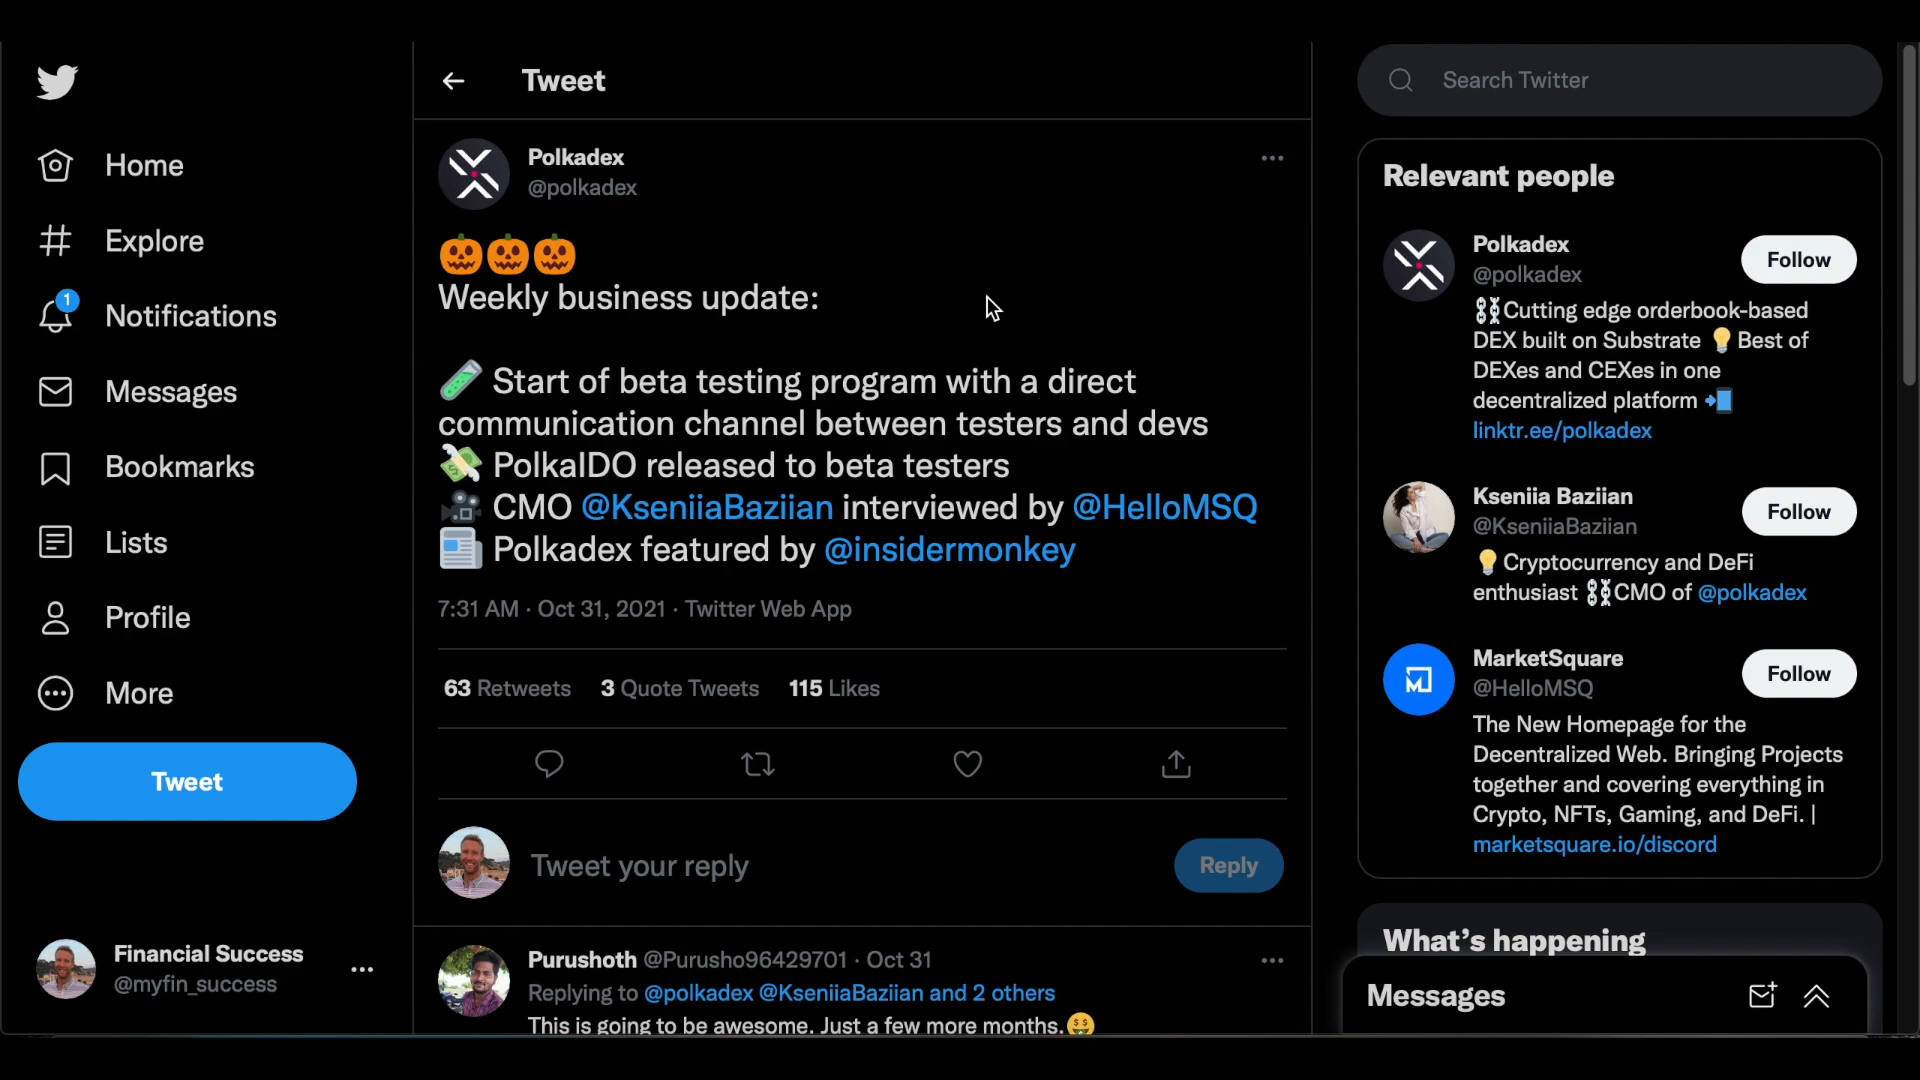 Home
Explore
1
Notifications
Messages
Bookmarks
Lists
Profile
More
Tweet
Financial Success
@myfin_success
Tweet
Polkadex
@polkadex
🎃🎃🎃
Weekly business update:
🧪 Start of beta testing program with a direct
communication channel between testers and devs
💸 PolkaIDO released to beta testers
🎥 CMO @KseniiaBaziian interviewed by @HelloMSQ
📰 Polkadex featured by @insidermonkey
7:31 AM · Oct 31, 2021 · Twitter Web App
63 Retweets 3 Quote Tweets 115 Likes
Tweet your reply
Reply
Purushoth @Purusho96429701 · Oct 31
Replying to @polkadex @KseniiaBaziian and 2 others
This is going to be awesome. Just a few more months.🤑
Search Twitter
Relevant people
Polkadex
@polkadex
Follow
⛓Cutting edge orderbook-based
DEX built on Substrate 💡Best of
DEXes and CEXes in one
decentralized platform 📲
linktr.ee/polkadex
Kseniia Baziian
@KseniiaBaziian
Follow
💡Cryptocurrency and DeFi
enthusiast ⛓CMO of @polkadex
MarketSquare
@HelloMSQ
Follow
The New Homepage for the
Decentralized Web. Bringing Projects
together and covering everything in
Crypto, NFTs, Gaming, and DeFi. |
marketsquare.io/discord
What's happening
Messages